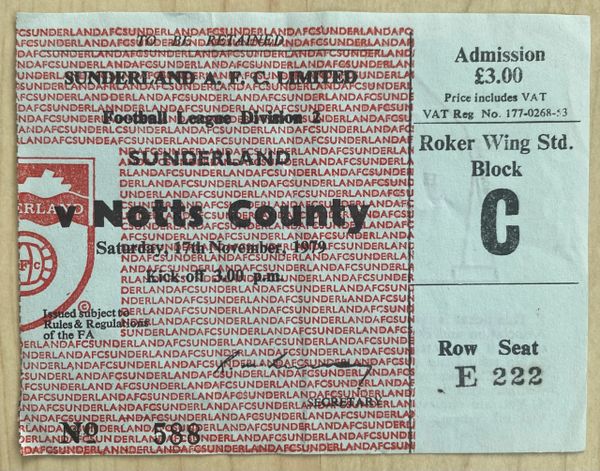 TO BE RETAINED
SUNDERLAND A. F. C. LIMITED
Football League Division 2
SUNDERLAND
v Notts County
Saturday, 17th November, 1979
Kick-off 3.00 p.m.
Issued subject to
Rules & Regulations
of the FA
SECRETARY
No 588
Admission
£3.00
Price includes VAT
VAT Reg No. 177-0268-53
Roker Wing Std.
Block
C
Row Seat
E 222